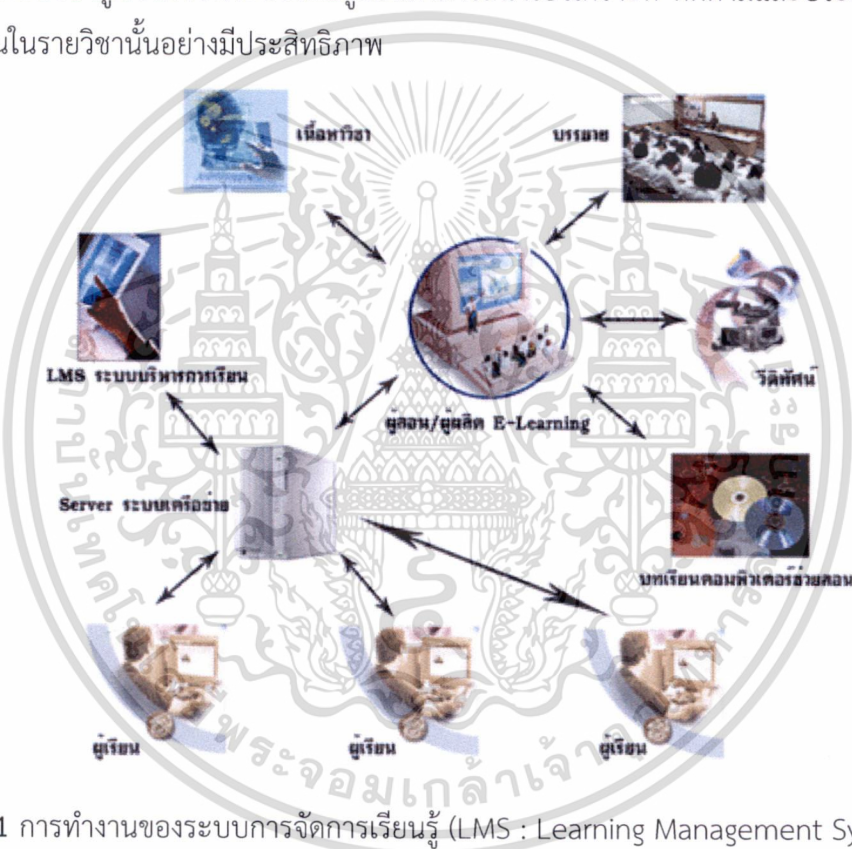 นในรายวิชานั้นอย่างมีประสิทธิภาพ
เนื้อหาวิชา
บรรยาย
LMS ระบบบริหารการเรียน
วีดิทัศน์
ผู้สอน/ผู้ผลิต E-Learning
Server ระบบเครือข่าย
บทเรียนคอมพิวเตอร์ช่วยสอน
ผู้เรียน ผู้เรียน ผู้เรียน
พระจอมเกล้าเจ้าคุณทหาร
1 การทำงานของระบบการจัดการเรียนรู้ (LMS : Learning Management Sy